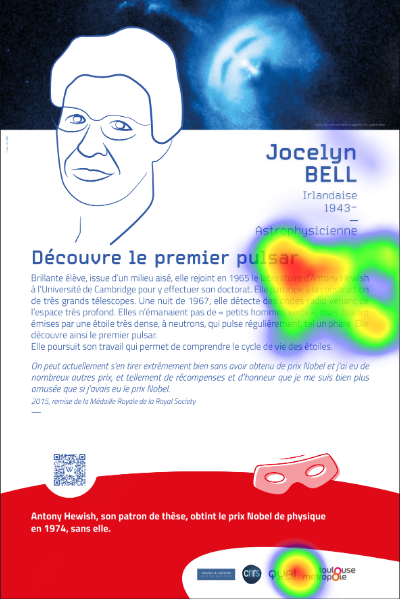 Jocelyn
BELL
Irlandaise
1943–
Astrophysicienne
Découvre le premier pulsar
Brillante élève, issue d'un milieu aisé, elle rejoint en 1965 le laboratoire d'Antony Hewish
à l'Université de Cambridge pour y effectuer son doctorat. Elle participe à la construction
de très grands télescopes. Une nuit de 1967, elle détecte des ondes radio venant de
l'espace très profond. Elles n'émanaient pas de « petits hommes verts », mais étaient
émises par une étoile très dense, à neutrons, qui pulse régulièrement, tel un phare. Elle
découvre ainsi le premier pulsar.
Elle poursuit son travail qui permet de comprendre le cycle de vie des étoiles.
On peut actuellement s'en tirer extrêmement bien sans avoir obtenu de prix Nobel et j'ai eu de
nombreux autres prix, et tellement de récompenses et d'honneur que je me suis bien plus
amusée que si j'avais eu le prix Nobel.
2015, remise de la Médaille Royale de la Royal Society
Antony Hewish, son patron de thèse, obtint le prix Nobel de physique
en 1974, sans elle.
cnrs
toulouse
métropole